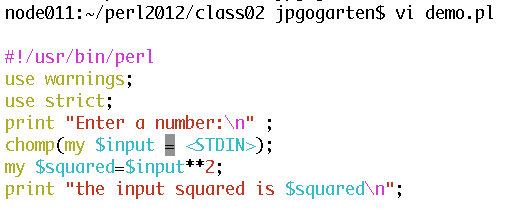 node011:~/perl2012/class02 jpgogarten$ vi demo.pl
#!/usr/bin/perl
use warnings;
use strict;
print "Enter a number:\n" ;
chomp(my $input = <STDIN>);
my $squared=$input**2;
print "the input squared is $squared\n";